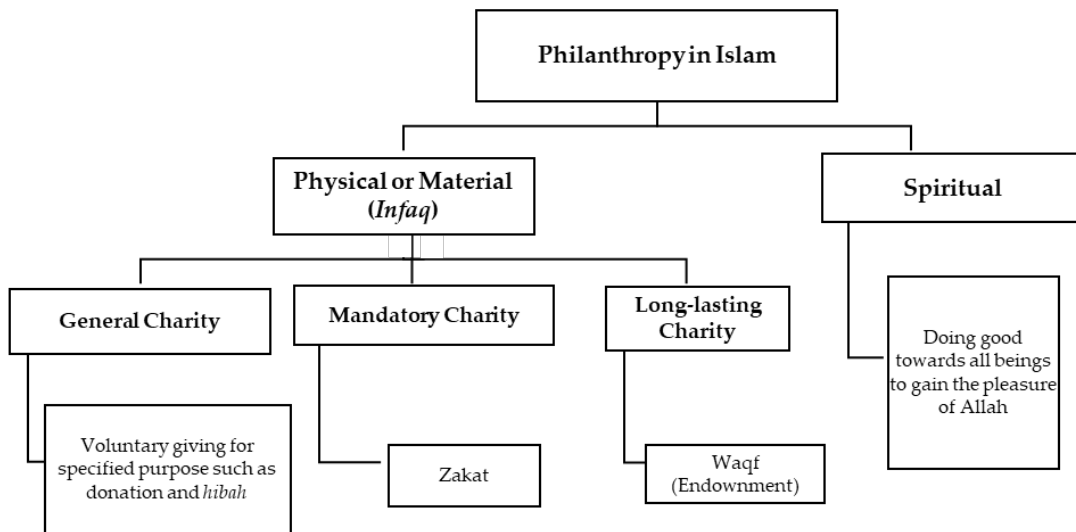 Philanthropy in Islam
Physical or Material
(Infaq)
Spiritual
General Charity
Mandatory Charity
Long-lasting
Charity
Doing good
towards all beings
to gain the pleasure
of Allah
Voluntary giving for
specified purpose such as
donation and hibah
Zakat
Waqf
(Endownment)